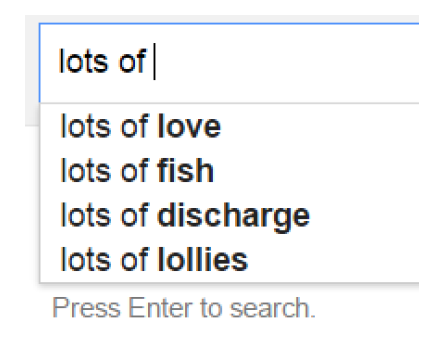 lots of
lots of love
lots of fish
lots of discharge
lots of lollies
Press Enter to search.